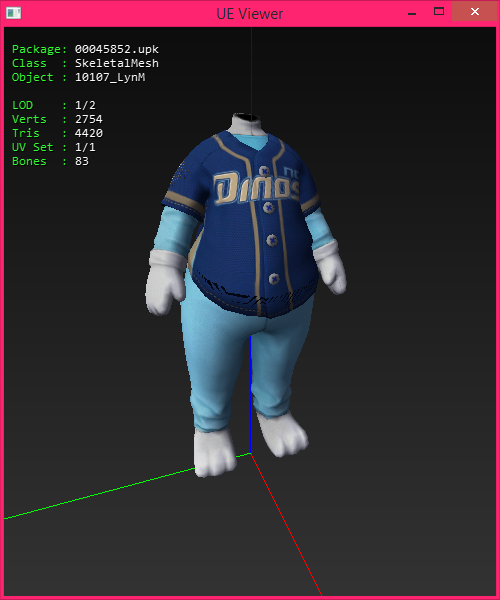 UE Viewer
Package: 00045852.upk
Class : SkeletalMesh
Object : 10107_LynM
LOD : 1/2
Verts : 2754
Tris : 4420
UV Set : 1/1
Bones : 83
Dinos